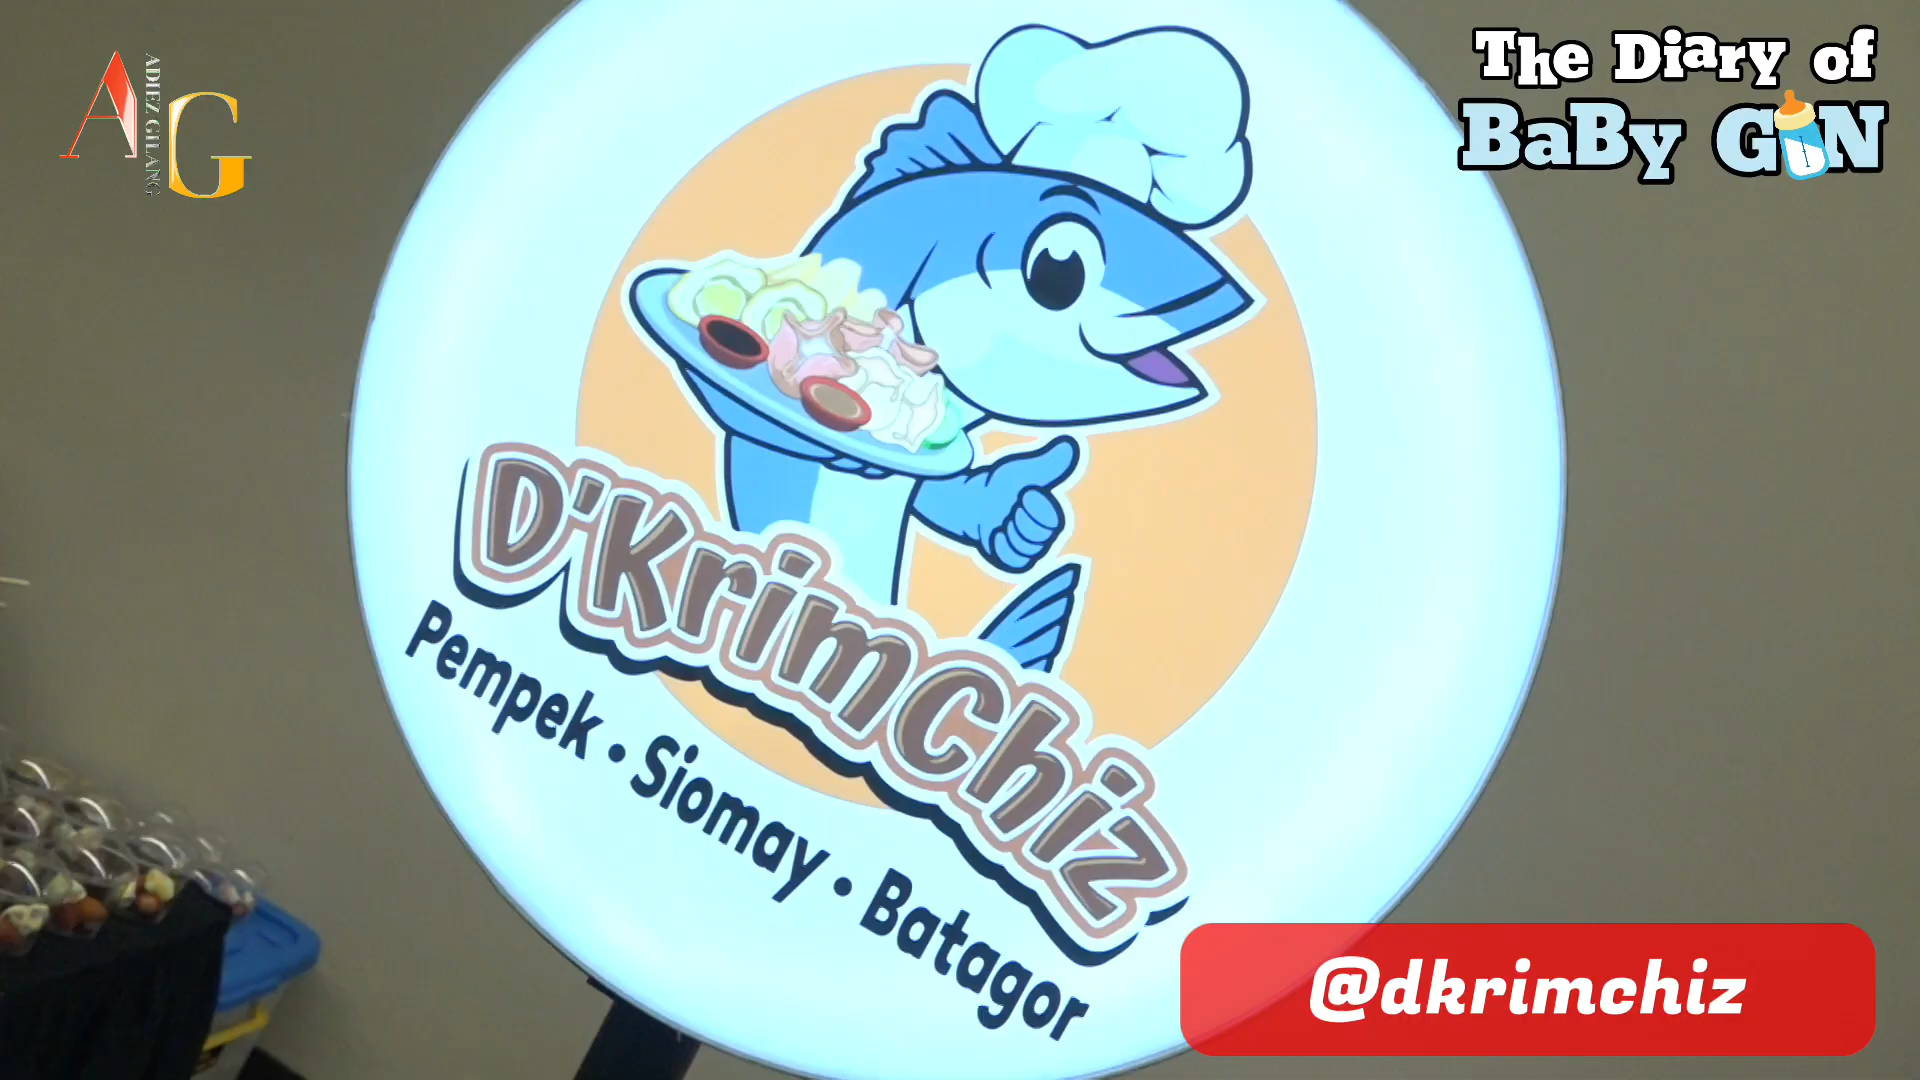 AG
ADIEZ GILANG
The Diary of
BaBy GiN
D'KrimChiz
Pempek • Siomay • Batagor
@dkrimchiz